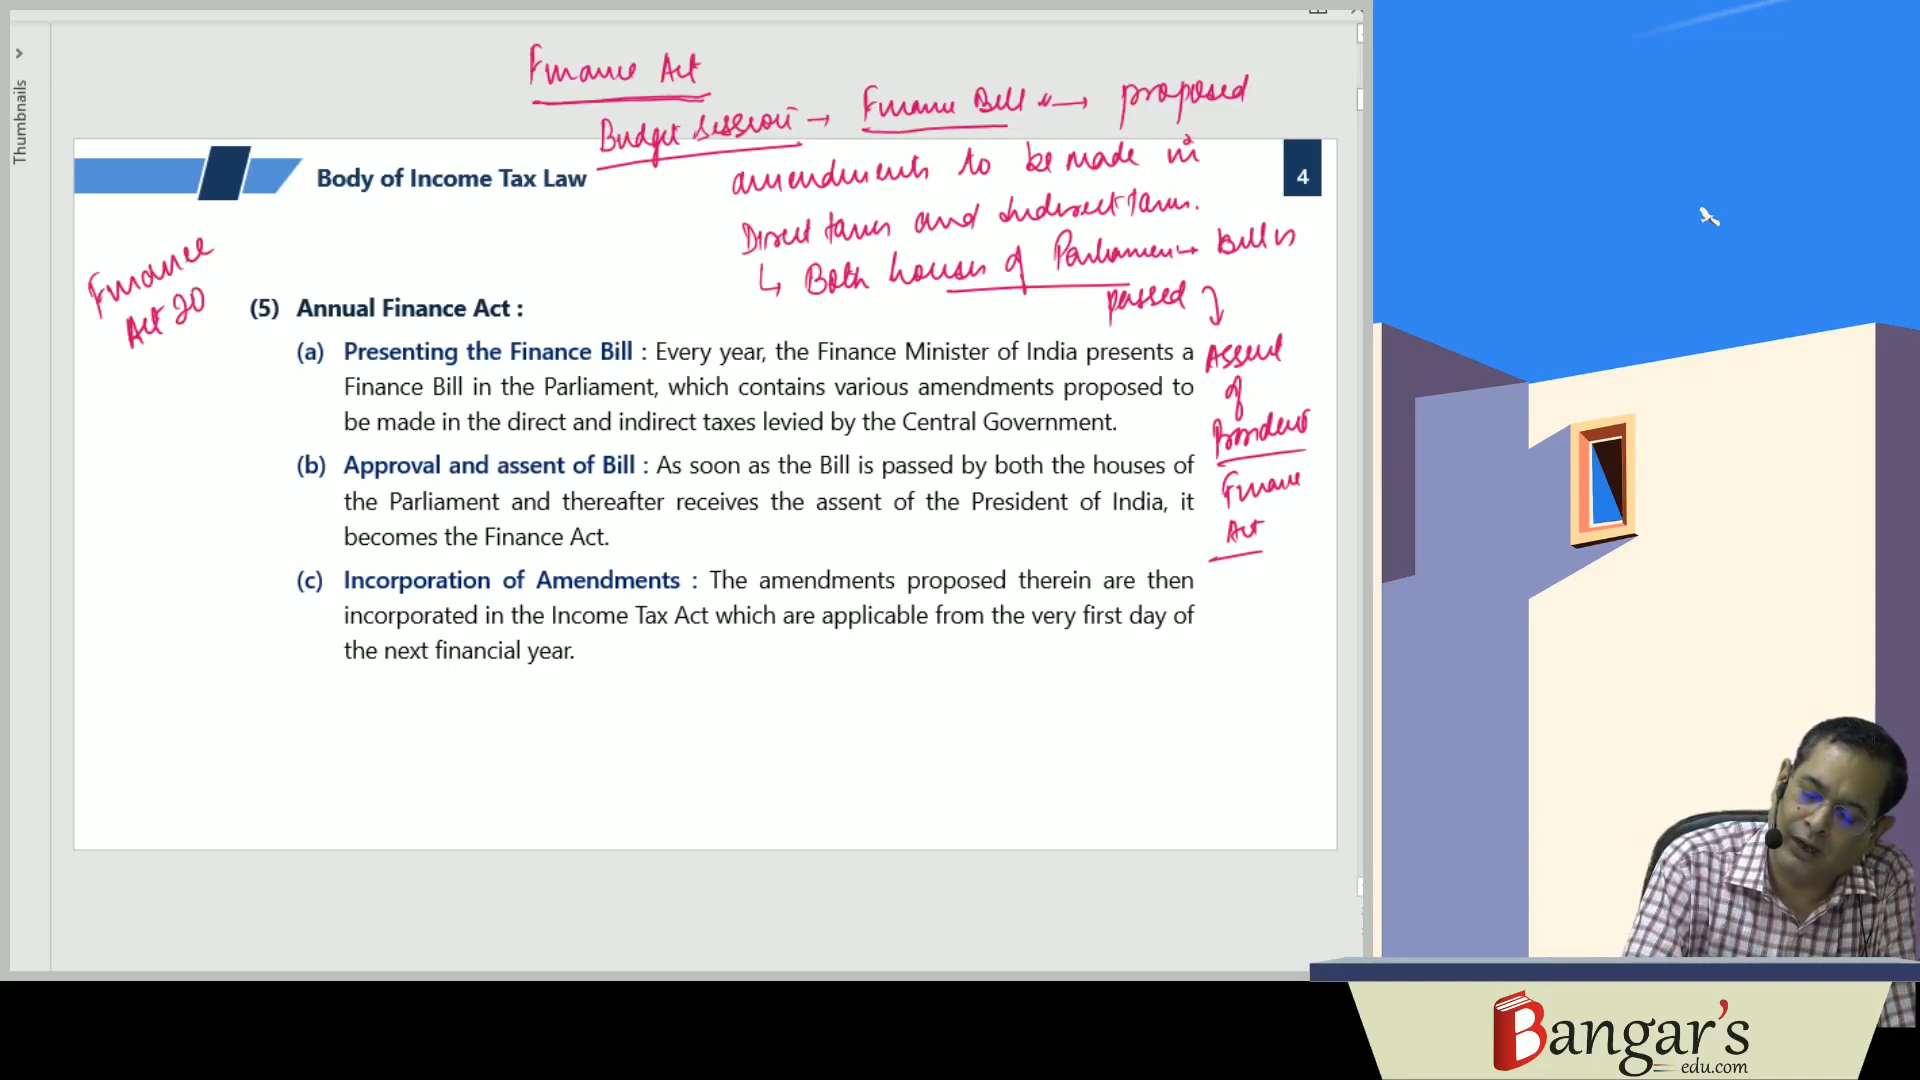 Thumbnails
Finance Act
Budget Session → Finance Bill → proposed
amendments to be made in
Direct taxes and Indirect Taxes.
↳ Both houses of Parliament → Bill is
passed
Assent
of
President
Finance
Act
Finance
Act 20
Body of Income Tax Law
4
(5) Annual Finance Act :
(a) Presenting the Finance Bill : Every year, the Finance Minister of India presents a
Finance Bill in the Parliament, which contains various amendments proposed to
be made in the direct and indirect taxes levied by the Central Government.
(b) Approval and assent of Bill : As soon as the Bill is passed by both the houses of
the Parliament and thereafter receives the assent of the President of India, it
becomes the Finance Act.
(c) Incorporation of Amendments : The amendments proposed therein are then
incorporated in the Income Tax Act which are applicable from the very first day of
the next financial year.
Bangar's
edu.com